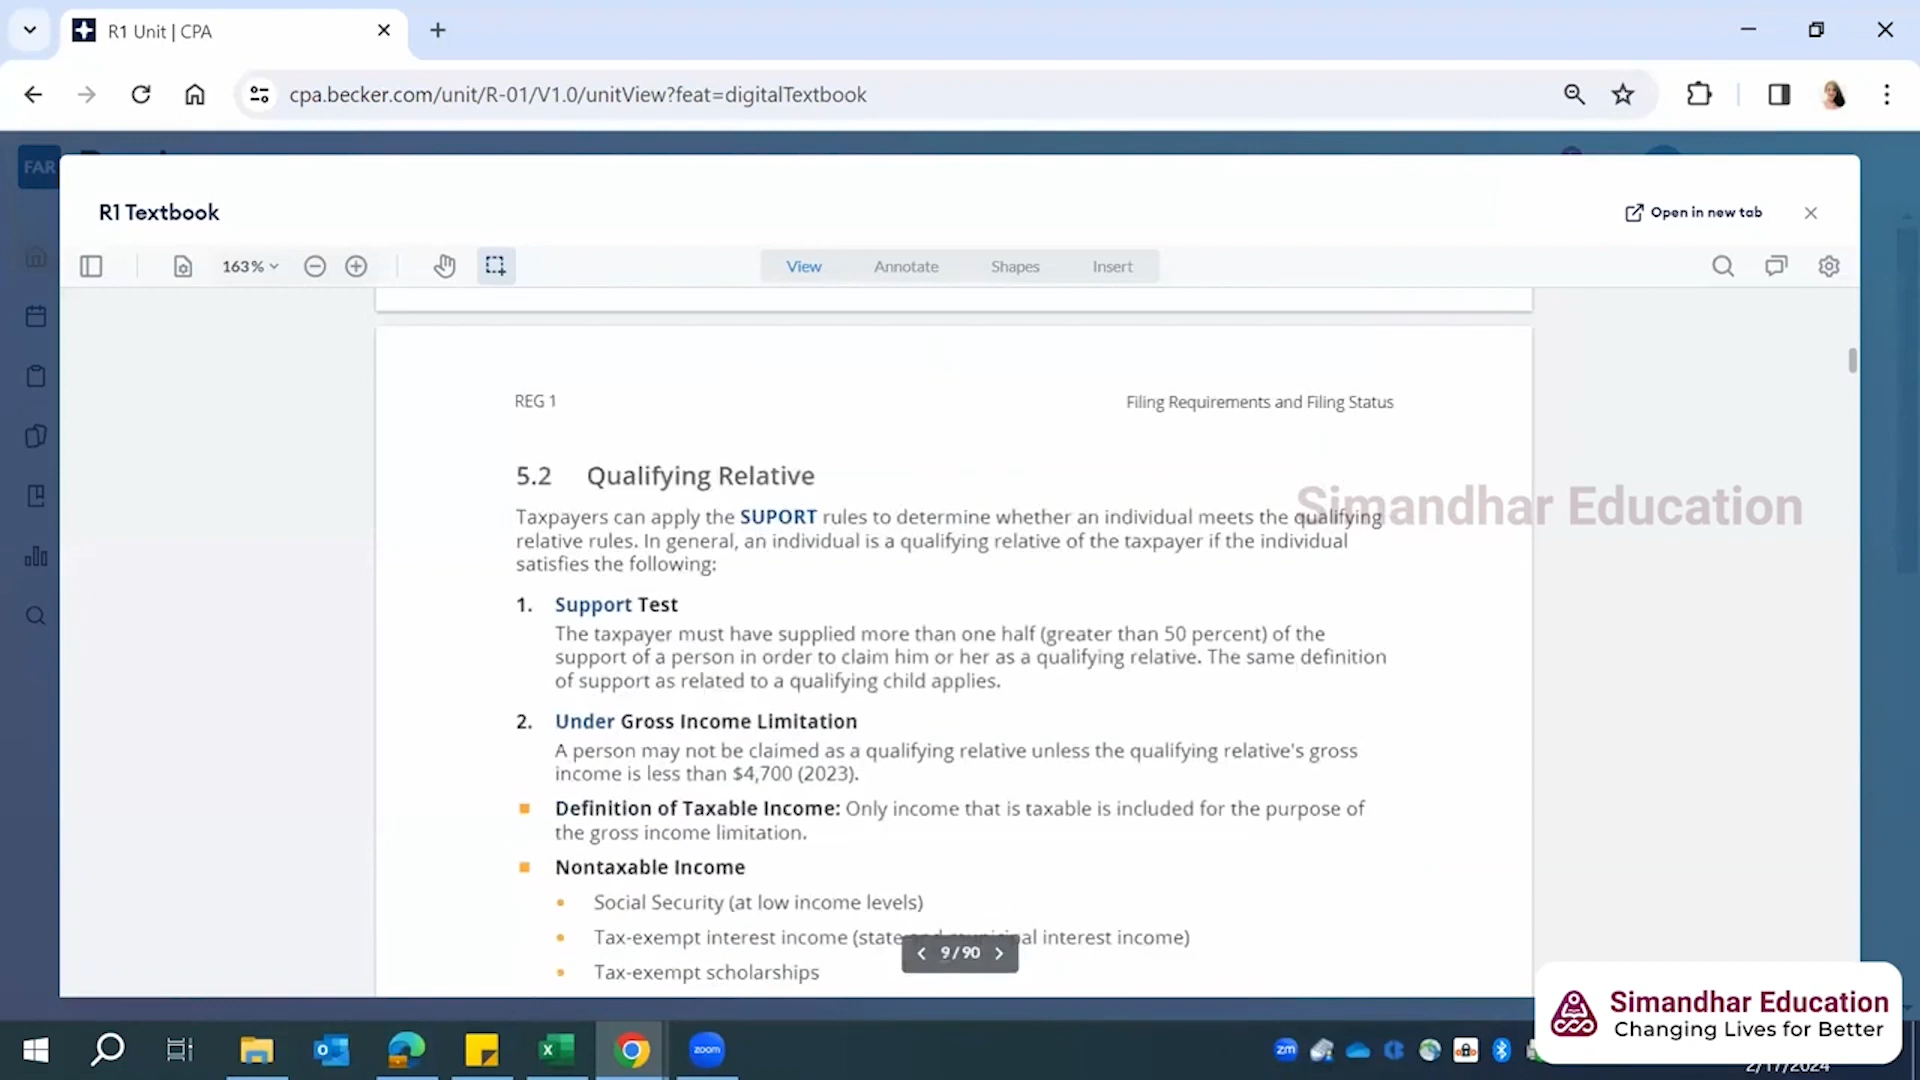 R1 Unit | CPA
cpa.becker.com/unit/R-01/V1.0/unitView?feat=digitalTextbook
FAR
R1 Textbook
Open in new tab
163%
View
Annotate
Shapes
Insert
REG 1
Filing Requirements and Filing Status
5.2 Qualifying Relative
Simandhar Education
Taxpayers can apply the SUPORT rules to determine whether an individual meets the qualifying
relative rules. In general, an individual is a qualifying relative of the taxpayer if the individual
satisfies the following:
1. Support Test
The taxpayer must have supplied more than one half (greater than 50 percent) of the
support of a person in order to claim him or her as a qualifying relative. The same definition
of support as related to a qualifying child applies.
2. Under Gross Income Limitation
A person may not be claimed as a qualifying relative unless the qualifying relative's gross
income is less than $4,700 (2023).
Definition of Taxable Income: Only income that is taxable is included for the purpose of
the gross income limitation.
Nontaxable Income
Social Security (at low income levels)
Tax-exempt interest income (state and municipal interest income)
9 / 90
Tax-exempt scholarships
Simandhar Education
Changing Lives for Better
zoom
zm
2/17/2024